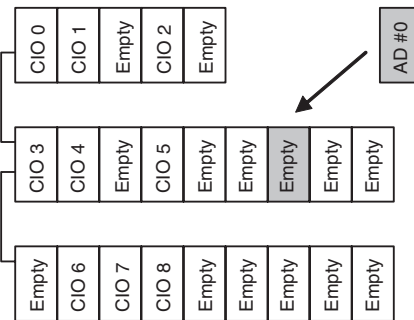 CIO 0
CIO 1
Empty
CIO 2
Empty
AD #0
CIO 3
CIO 4
Empty
CIO 5
Empty
Empty
Empty
Empty
Empty
Empty
CIO 6
CIO 7
CIO 8
Empty
Empty
Empty
Empty
Empty